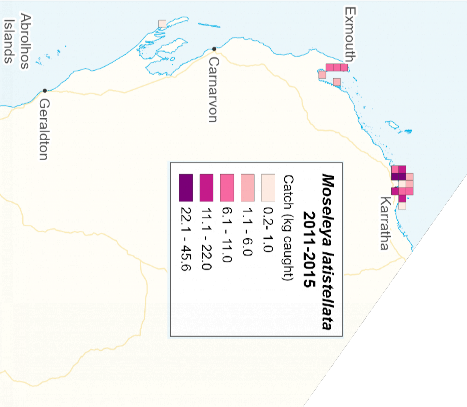 Exmouth
Abrolhos
Islands
Carnarvon
Geraldton
Karratha
Moseleya latistellata
2011-2015
Catch (kg caught)
0.2- 1.0
1.1 - 6.0
6.1 - 11.0
11.1 - 22.0
22.1 - 45.6